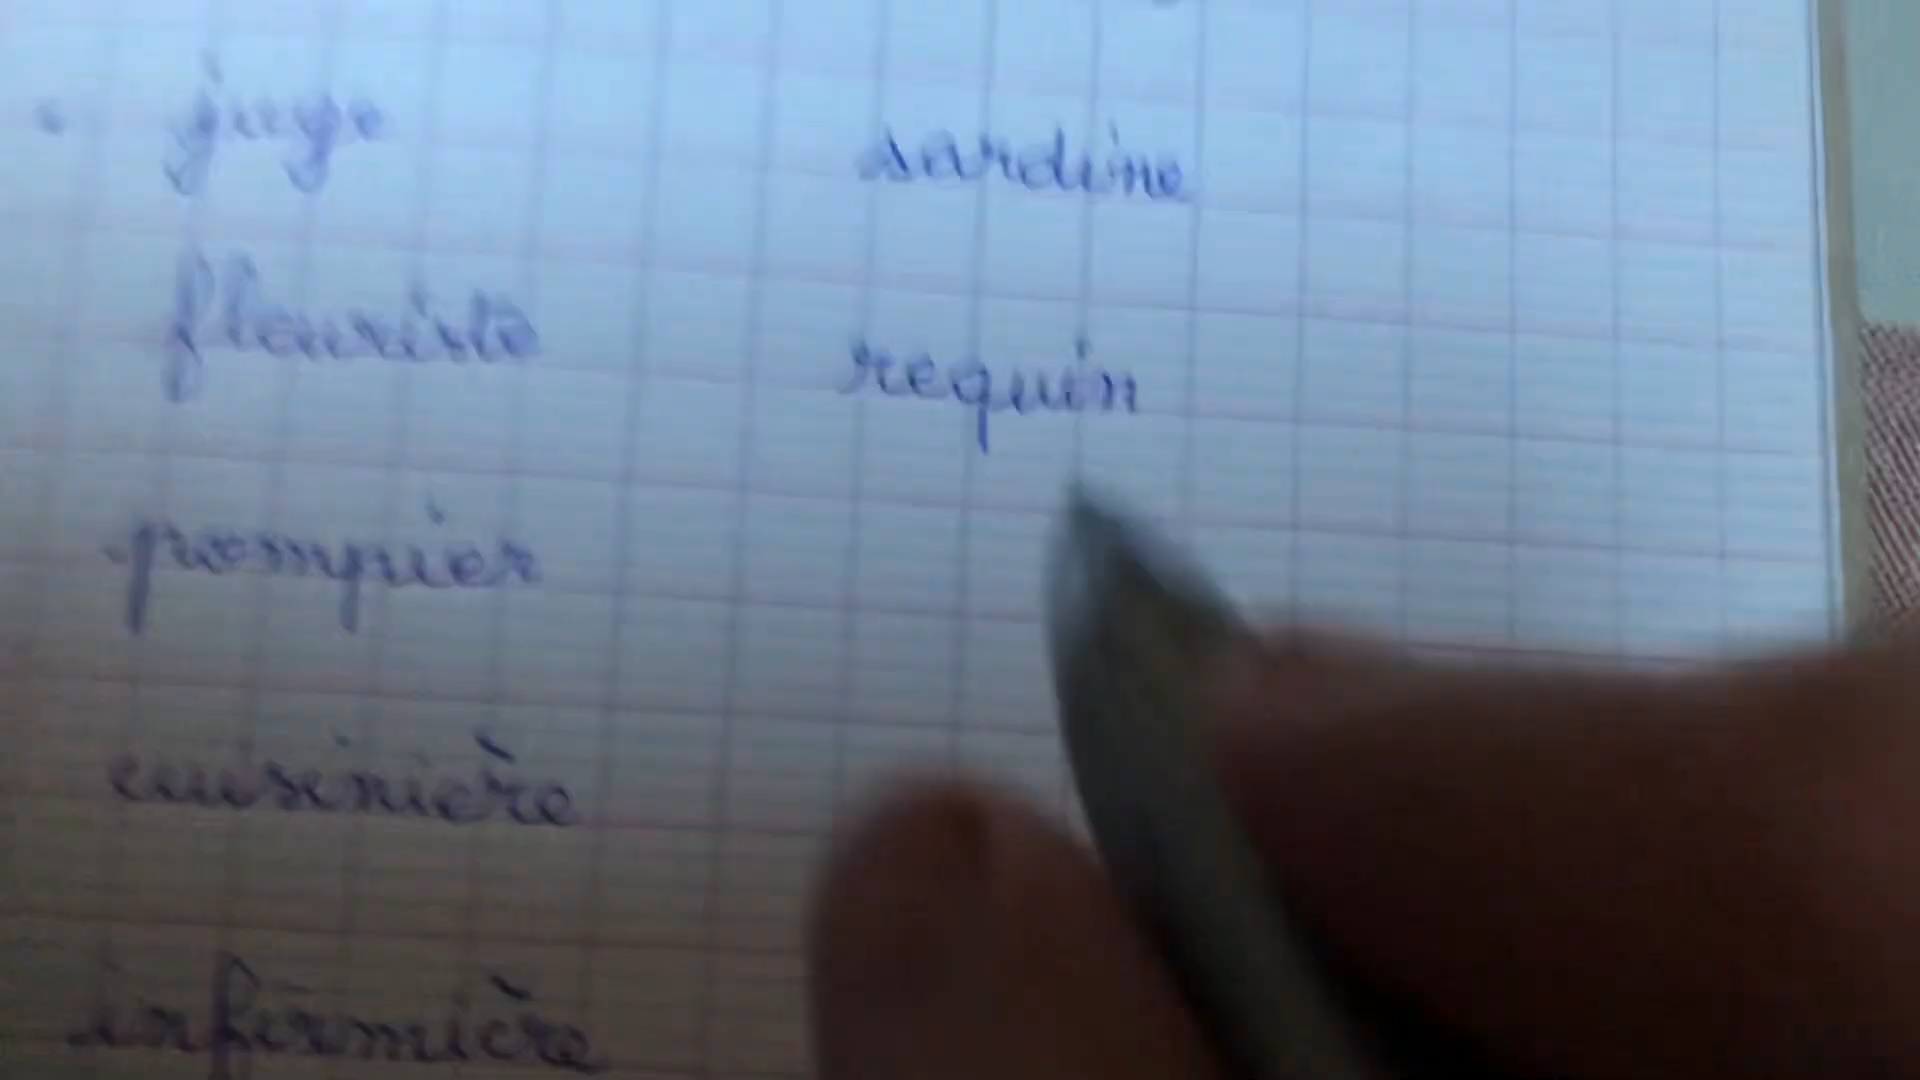 juge
fleuriste
pompier
cuisinière
infirmière
sardine
requin